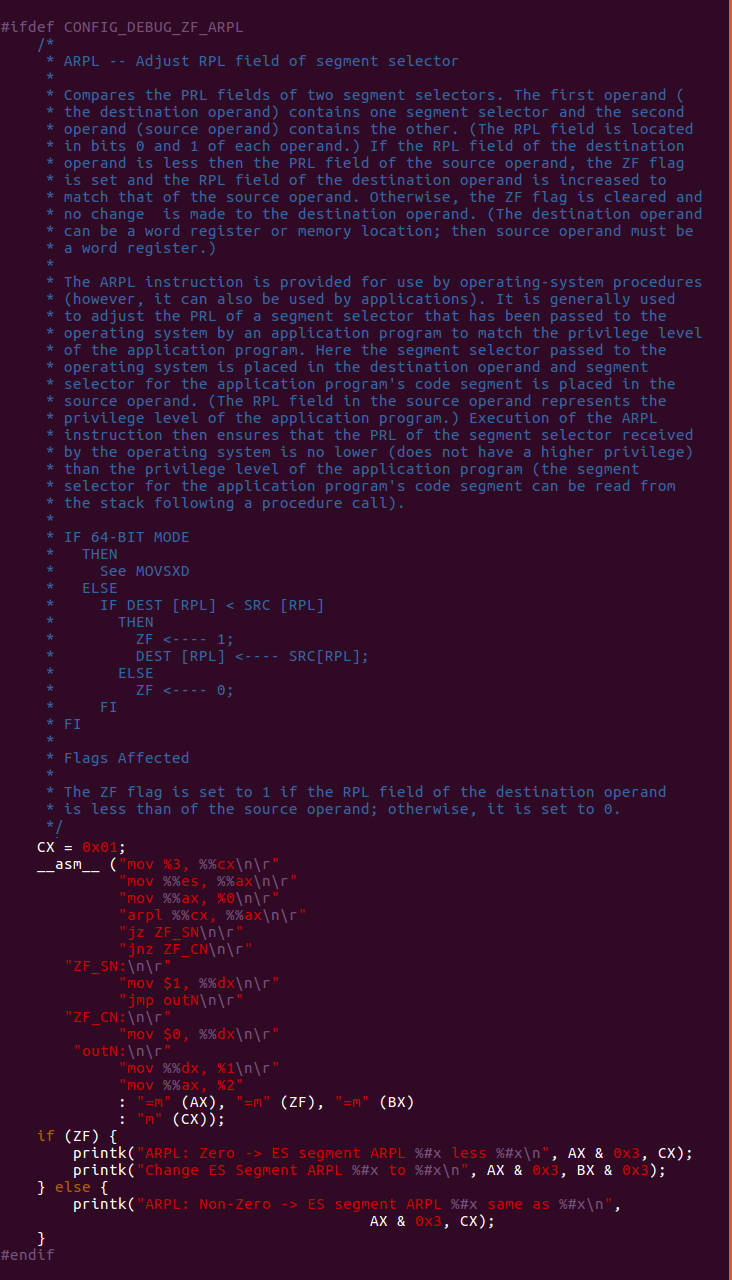 #ifdef CONFIG_DEBUG_ZF_ARPL
    /*
     * ARPL -- Adjust RPL field of segment selector
     *
     * Compares the PRL fields of two segment selectors. The first operand (
     * the destination operand) contains one segment selector and the second
     * operand (source operand) contains the other. (The RPL field is located
     * in bits 0 and 1 of each operand.) If the RPL field of the destination
     * operand is less then the PRL field of the source operand, the ZF flag
     * is set and the RPL field of the destination operand is increased to
     * match that of the source operand. Otherwise, the ZF flag is cleared and
     * no change  is made to the destination operand. (The destination operand
     * can be a word register or memory location; then source operand must be
     * a word register.)
     *
     * The ARPL instruction is provided for use by operating-system procedures
     * (however, it can also be used by applications). It is generally used
     * to adjust the PRL of a segment selector that has been passed to the
     * operating system by an application program to match the privilege level
     * of the application program. Here the segment selector passed to the
     * operating system is placed in the destination operand and segment
     * selector for the application program's code segment is placed in the
     * source operand. (The RPL field in the source operand represents the
     * privilege level of the application program.) Execution of the ARPL
     * instruction then ensures that the PRL of the segment selector received
     * by the operating system is no lower (does not have a higher privilege)
     * than the privilege level of the application program (the segment
     * selector for the application program's code segment can be read from
     * the stack following a procedure call).
     *
     * IF 64-BIT MODE
     *   THEN
     *     See MOVSXD
     *   ELSE
     *     IF DEST [RPL] < SRC [RPL]
     *       THEN
     *         ZF <---- 1;
     *         DEST [RPL] <---- SRC[RPL];
     *       ELSE
     *         ZF <---- 0;
     *     FI
     * FI
     *
     * Flags Affected
     *
     * The ZF flag is set to 1 if the RPL field of the destination operand
     * is less than of the source operand; otherwise, it is set to 0.
     */
    CX = 0x01;
    __asm__ ("mov %3, %%cx\n\r"
             "mov %%es, %%ax\n\r"
             "mov %%ax, %0\n\r"
             "arpl %%cx, %%ax\n\r"
             "jz ZF_SN\n\r"
             "jnz ZF_CN\n\r"
       "ZF_SN:\n\r"
             "mov $1, %%dx\n\r"
             "jmp outN\n\r"
       "ZF_CN:\n\r"
             "mov $0, %%dx\n\r"
        "outN:\n\r"
             "mov %%dx, %1\n\r"
             "mov %%ax, %2"
             : "=m" (AX), "=m" (ZF), "=m" (BX)
             : "m" (CX));
    if (ZF) {
        printk("ARPL: Zero -> ES segment ARPL %#x less %#x\n", AX & 0x3, CX);
        printk("Change ES Segment ARPL %#x to %#x\n", AX & 0x3, BX & 0x3);
    } else {
        printk("ARPL: Non-Zero -> ES segment ARPL %#x same as %#x\n",
                                         AX & 0x3, CX);
    }
#endif